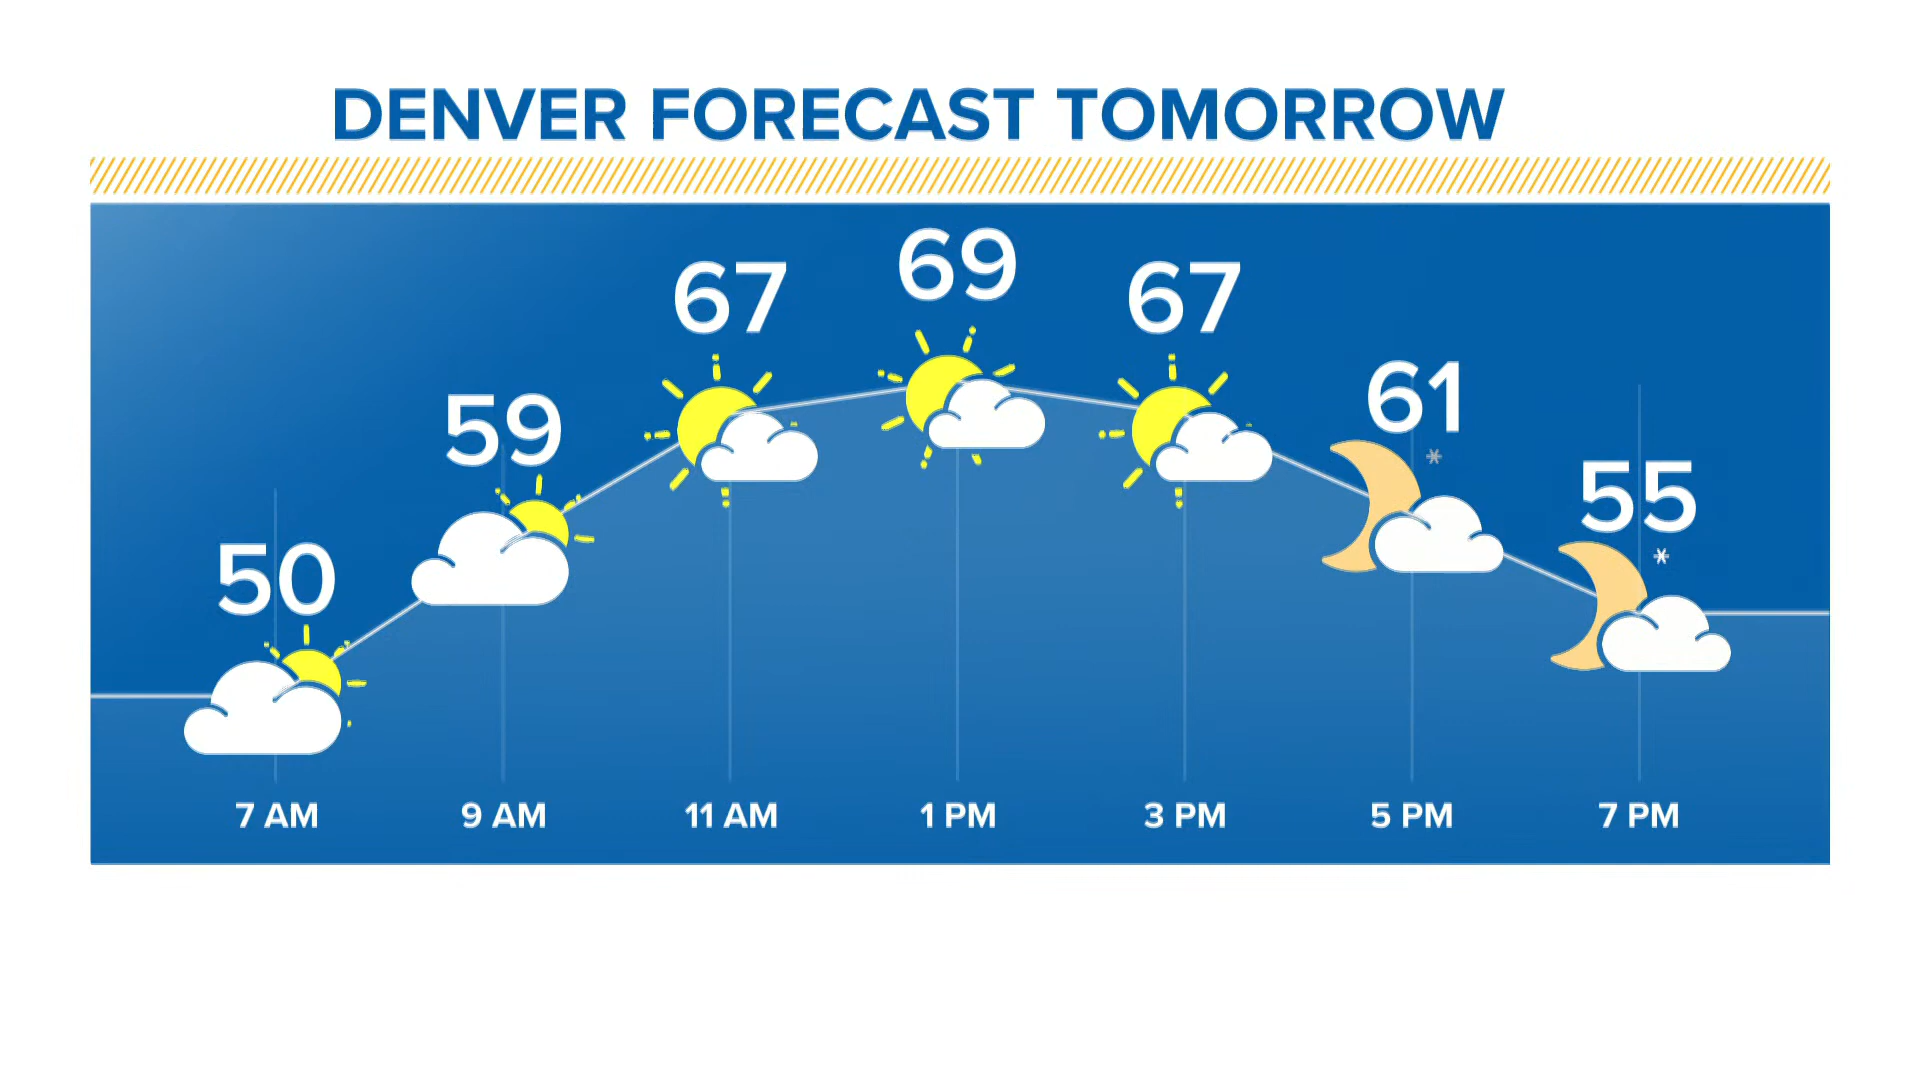 DENVER FORECAST TOMORROW
50
59
67
69
67
61
55
7 AM
9 AM
11 AM
1 PM
3 PM
5 PM
7 PM